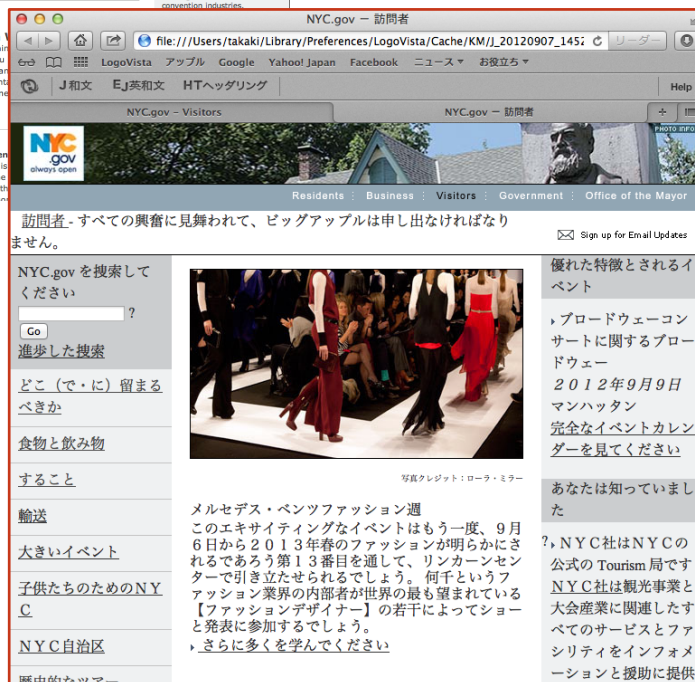 convention industries.
NYC.gov － 訪問者
file:///Users/takaki/Library/Preferences/LogoVista/Cache/KM/J_20120907_1452
リーダー
LogoVista アップル Google Yahoo! Japan Facebook ニュース▼ お役立ち▼
J和文 EJ英和文 HTヘッダリング Help
NYC.gov – Visitors
NYC.gov － 訪問者
PHOTO INFO
NYC
.gov
always open
Residents Business Visitors Government Office of the Mayor
訪問者 - すべての興奮に見舞われて、ビッグアップルは申し出なければなり
ません。
Sign up for Email Updates
NYC.gov を捜索して
ください
?
Go
進歩した捜索
どこ（で・に）留まる
べきか
食物と飲み物
すること
輸送
大きいイベント
子供たちのためのＮＹ
Ｃ
ＮＹＣ自治区
歴史的なツアー
写真クレジット：ローラ・ミラー
メルセデス・ベンツファッション週
このエキサイティングなイベントはもう一度、９月
６日から２０１３年春のファッションが明らかにさ
れるであろう第１３番目を通して、リンカーンセン
ターで引き立たせられるでしょう。 何千というフ
ァッション業界の内部者が世界の最も望まれている
【ファッションデザイナー】の若干によってショー
と発表に参加するでしょう。
さらに多くを学んでください
優れた特徴とされるイ
ベント
ブロードウェーコン
サートに関するブロー
ドウェー
２０１２年９月９日
マンハッタン
完全なイベントカレン
ダーを見てください
あなたは知っていまし
た
?
ＮＹＣ社はＮＹＣの
公式の Tourism 局です
ＮＹＣ社は観光事業と
大会産業に関連したす
べてのサービスとファ
シリティをインフォメ
ーションと援助に提供